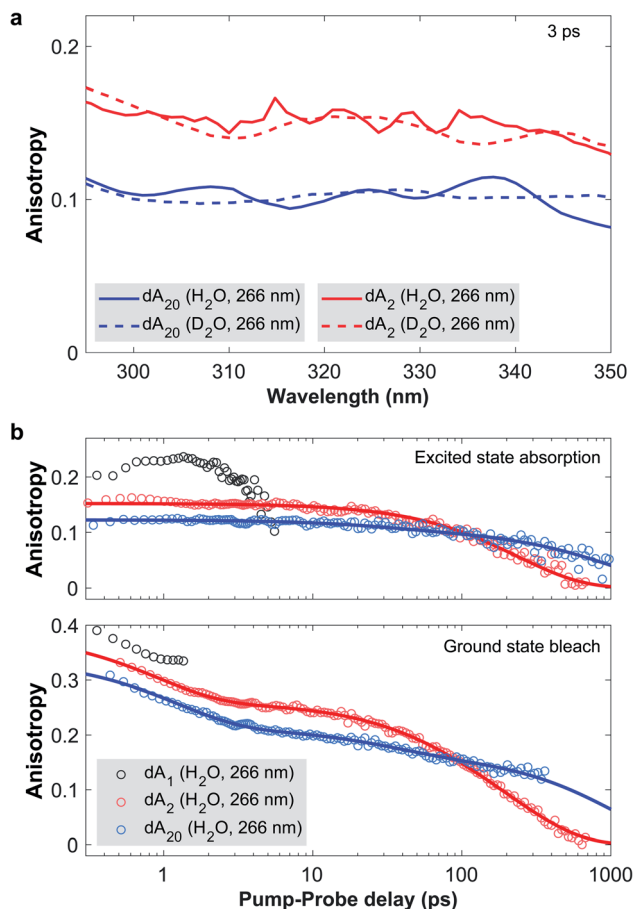 a
3 ps
0.2
0.1
0
Anisotropy
dA20 (H2O, 266 nm)
dA2 (H2O, 266 nm)
dA20 (D2O, 266 nm)
dA2 (D2O, 266 nm)
300 310 320 330 340 350
Wavelength (nm)
b
Excited state absorption
0.2
0.1
0
Anisotropy
Ground state bleach
0.4
0.3
0.2
0.1
0
Anisotropy
dA1 (H2O, 266 nm)
dA2 (H2O, 266 nm)
dA20 (H2O, 266 nm)
1 10 100 1000
Pump-Probe delay (ps)